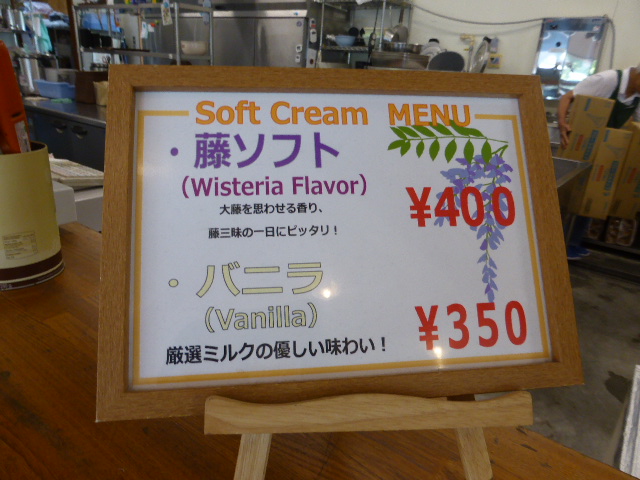 Soft Cream MENU
・藤ソフト
(Wisteria Flavor)
¥400
大藤を思わせる香り、
藤三昧の一日にピッタリ！
・バニラ
(Vanilla)
¥350
厳選ミルクの優しい味わい！